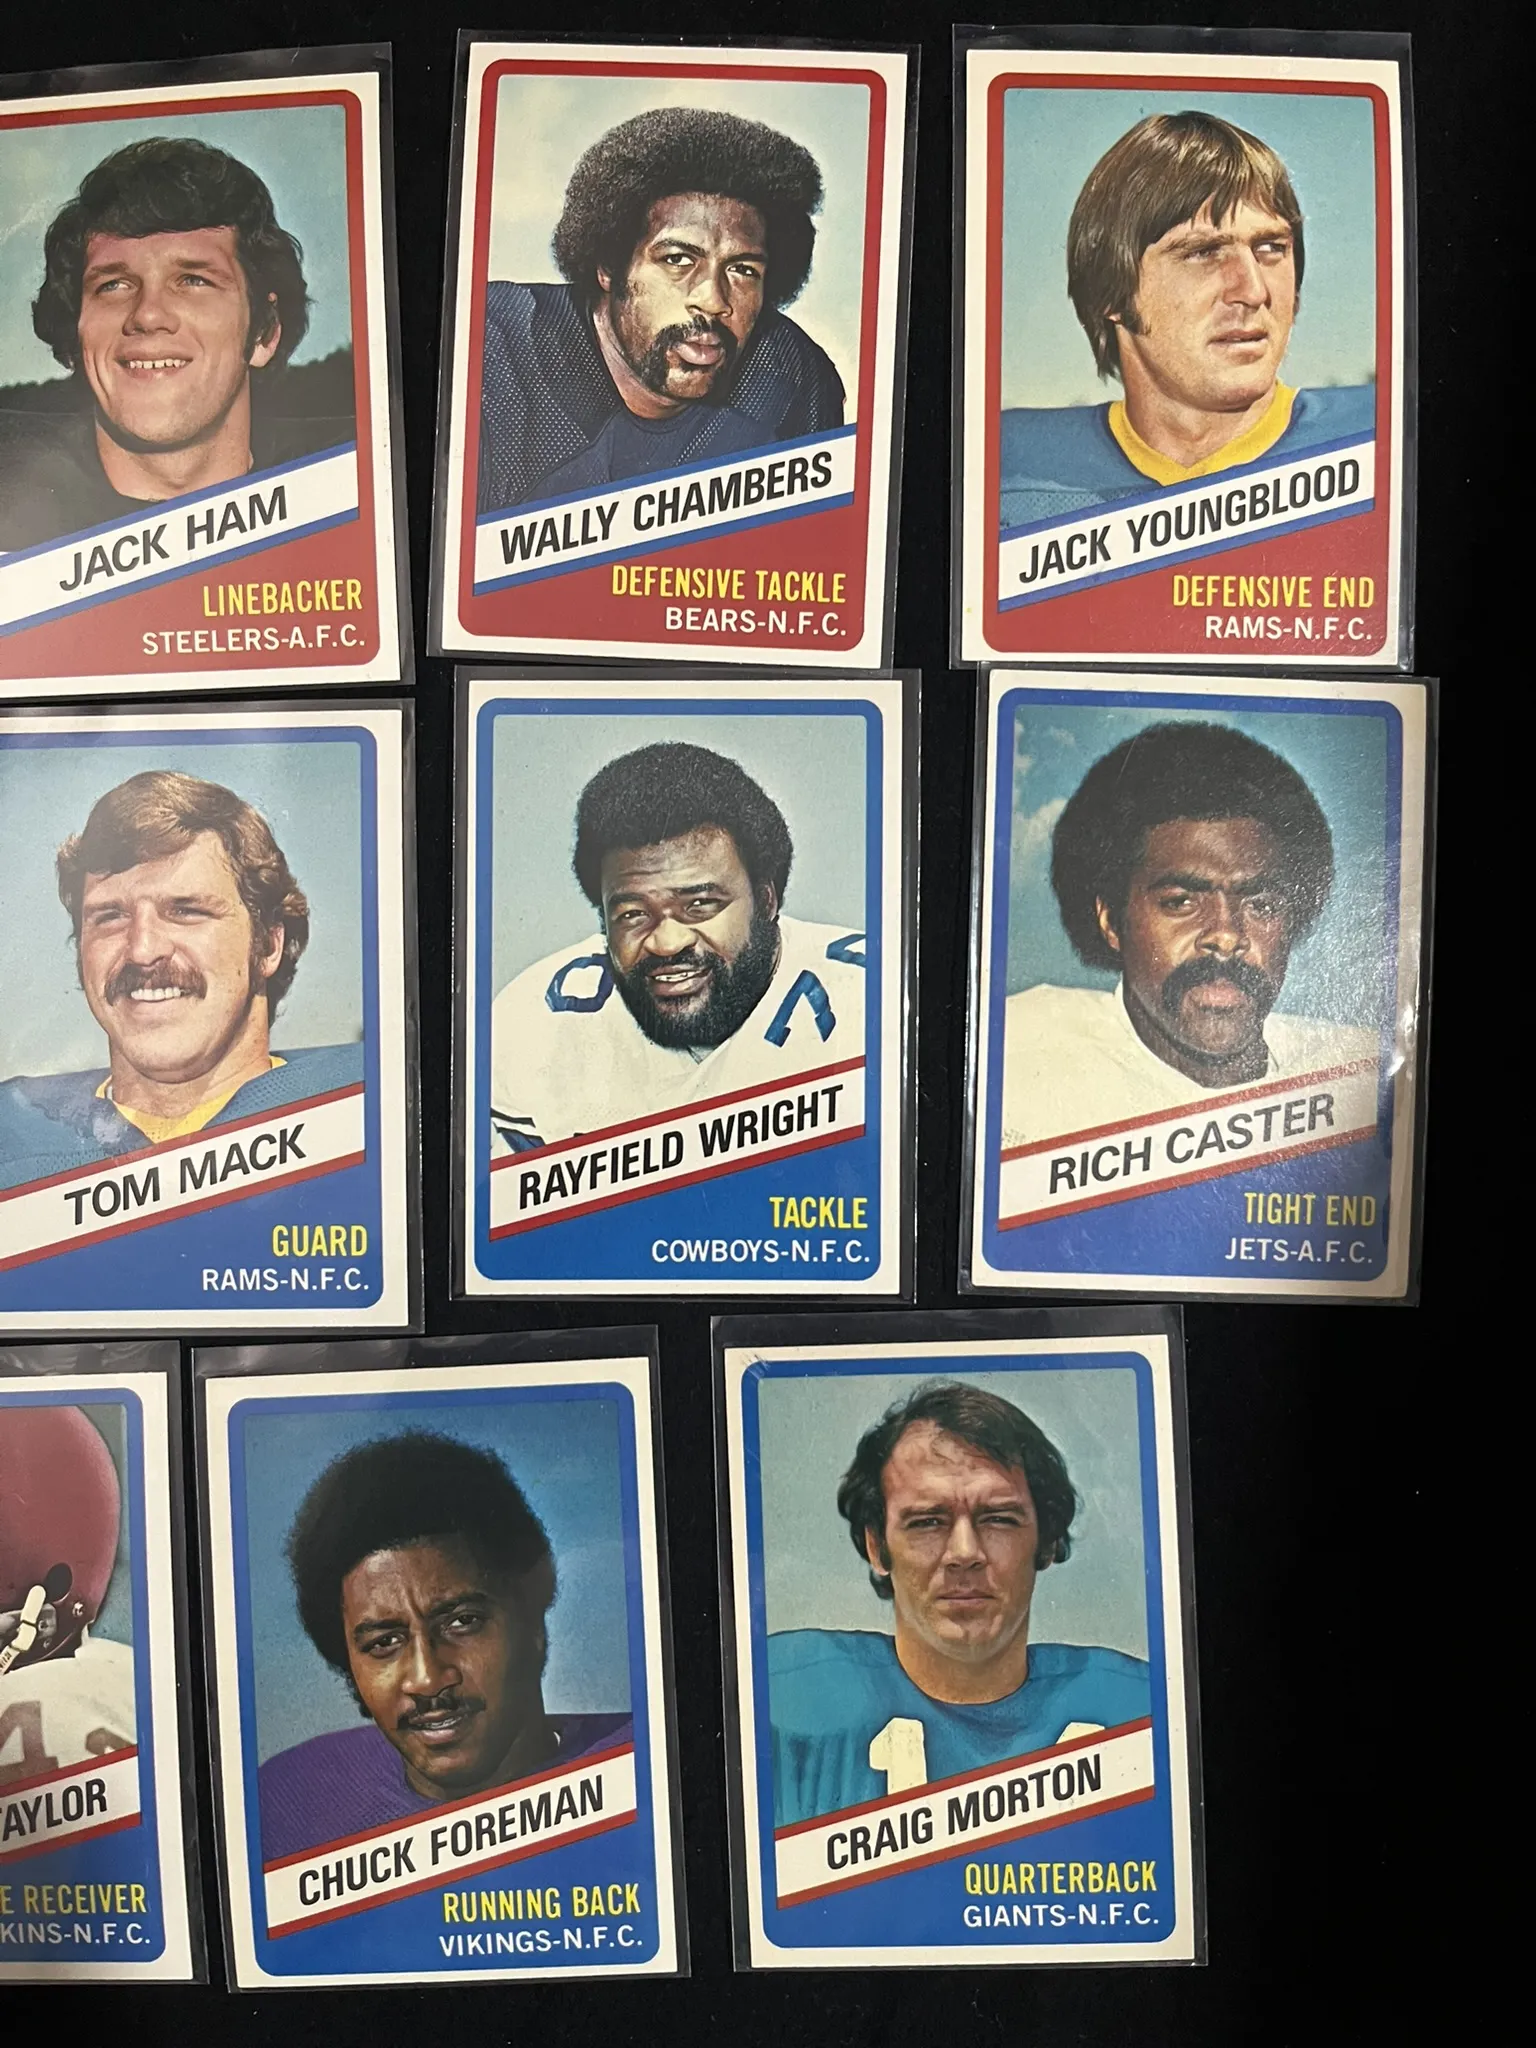 JACK HAM
LINEBACKER
STEELERS-A.F.C.
WALLY CHAMBERS
DEFENSIVE TACKLE
BEARS-N.F.C.
JACK YOUNGBLOOD
DEFENSIVE END
RAMS-N.F.C.
TOM MACK
GUARD
RAMS-N.F.C.
RAYFIELD WRIGHT
TACKLE
COWBOYS-N.F.C.
RICH CASTER
TIGHT END
JETS-A.F.C.
4
TAYLOR
E RECEIVER
KINS-N.F.C.
CHUCK FOREMAN
RUNNING BACK
VIKINGS-N.F.C.
1
CRAIG MORTON
QUARTERBACK
GIANTS-N.F.C.